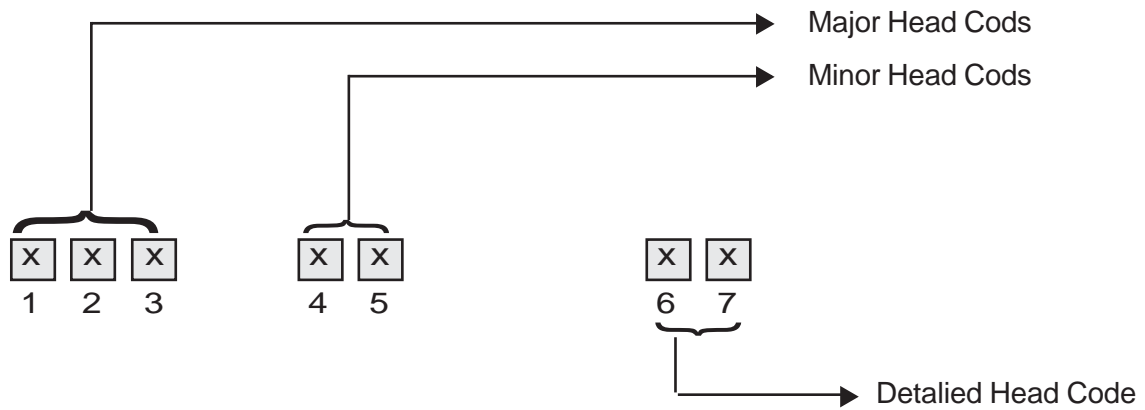 Major Head Cods
Minor Head Cods
x x x x x x x
1 2 3 4 5 6 7
Detalied Head Code